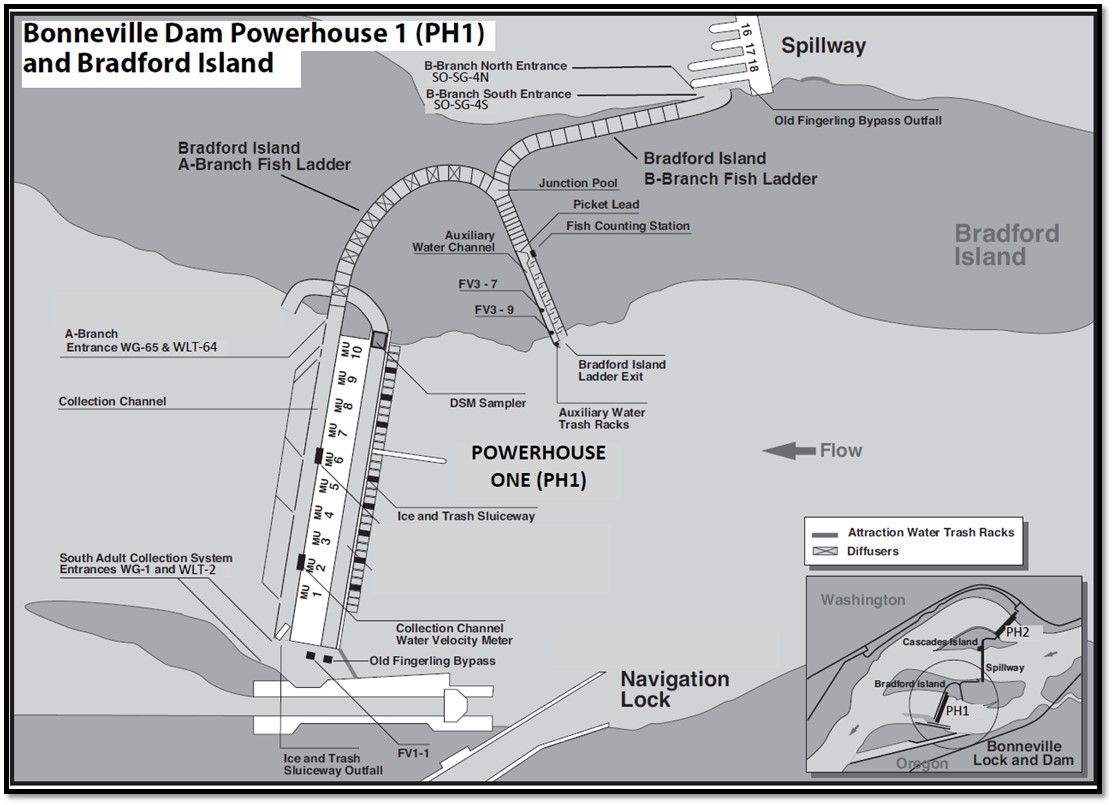 Bonneville Dam Powerhouse 1 (PH1)
and Bradford Island
16
17
18
Spillway
B-Branch North Entrance
SO-SG-4N
B-Branch South Entrance
SO-SG-4S
Old Fingerling Bypass Outfall
Bradford Island
A-Branch Fish Ladder
Bradford Island
B-Branch Fish Ladder
Junction Pool
Picket Lead
Fish Counting Station
Auxiliary
Water Channel
Bradford
Island
FV3 - 7
FV3 - 9
A-Branch
Entrance WG-65 & WLT-64
Bradford Island
Ladder Exit
Collection Channel
DSM Sampler
Auxiliary Water
Trash Racks
MU 10
MU 9
MU 8
MU 7
MU 6
MU 5
MU 4
MU 3
MU 2
MU 1
POWERHOUSE
ONE (PH1)
Flow
Ice and Trash Sluiceway
Attraction Water Trash Racks
Diffusers
South Adult Collection System
Entrances WG-1 and WLT-2
Collection Channel
Water Velocity Meter
Old Fingerling Bypass
Navigation
Lock
FV1-1
Ice and Trash
Sluiceway Outfall
Washington
PH2
Cascades Island
Spillway
Bradford Island
PH1
Bonneville
Lock and Dam
Oregon